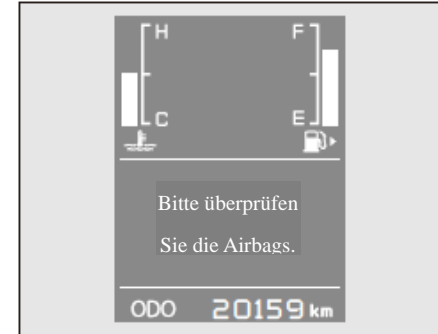 H F
C E
Bitte überprüfen
Sie die Airbags.
ODO 20159 km